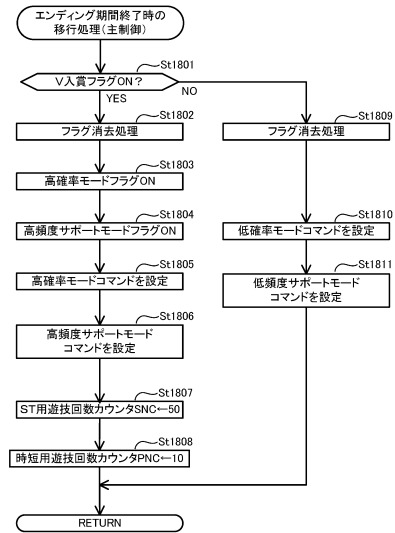 エンディング期間終了時の
移行処理(主制御)
St1801
V入賞フラグON?
YES
NO
St1802
フラグ消去処理
St1803
高確率モードフラグON
St1804
高頻度サポートモードフラグON
St1805
高確率モードコマンドを設定
St1806
高頻度サポートモード
コマンドを設定
St1807
ST用遊技回数カウンタSNC←50
St1808
時短用遊技回数カウンタPNC←10
St1809
フラグ消去処理
St1810
低確率モードコマンドを設定
St1811
低頻度サポートモード
コマンドを設定
RETURN